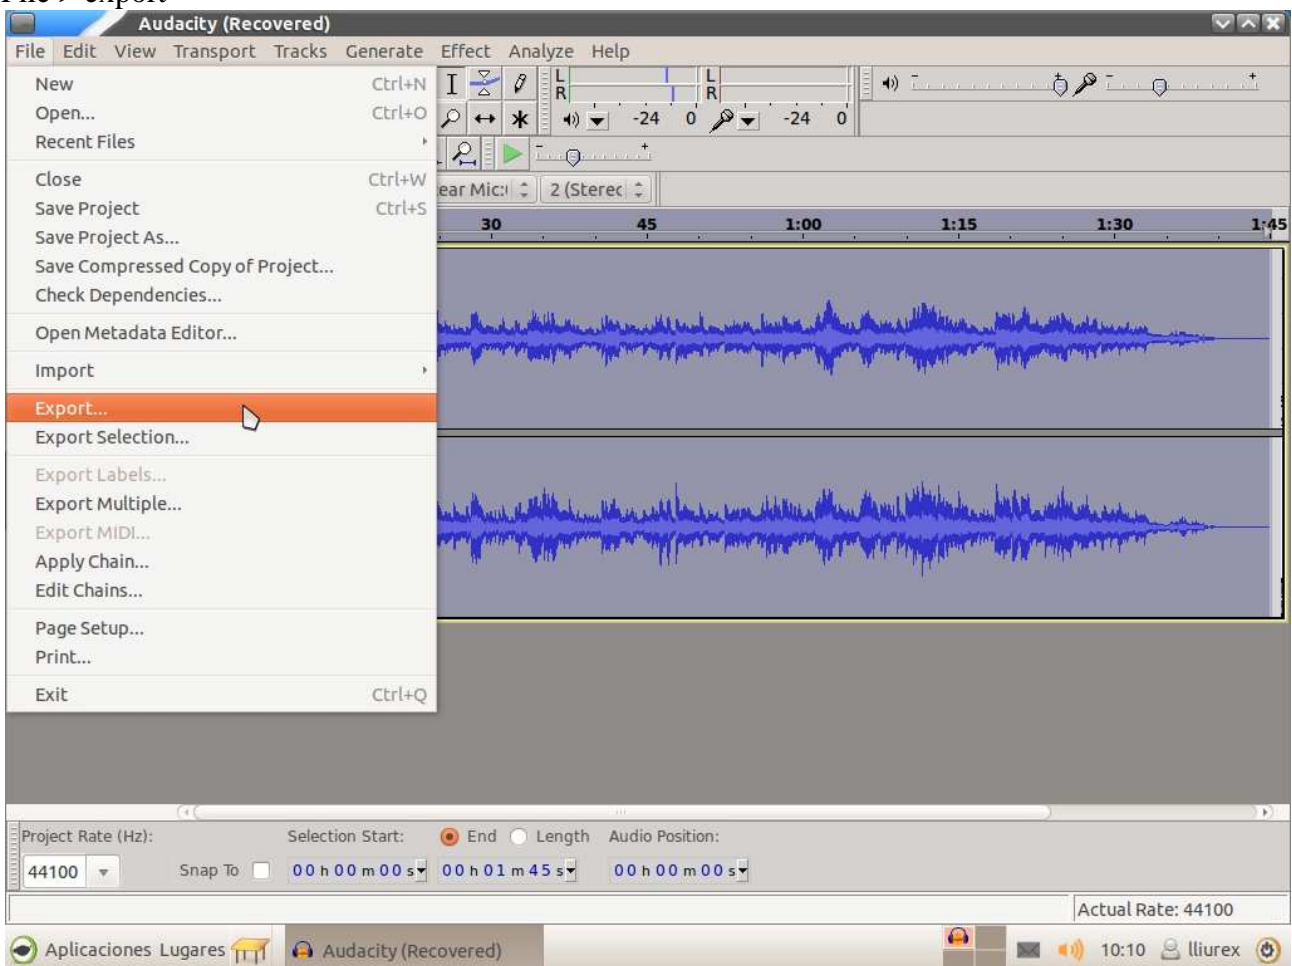 File > export
Audacity (Recovered)
File Edit View Transport Tracks Generate Effect Analyze Help
New Ctrl+N
Open... Ctrl+O
Recent Files
Close Ctrl+W
Save Project Ctrl+S
Save Project As...
Save Compressed Copy of Project...
Check Dependencies...
Open Metadata Editor...
Import
Export...
Export Selection...
Export Labels...
Export Multiple...
Export MIDI...
Apply Chain...
Edit Chains...
Page Setup...
Print...
Exit Ctrl+Q
L
R
L
R
-24 0 -24 0
ear Mic: 2 (Sterec
30 45 1:00 1:15 1:30 1:45
Project Rate (Hz): Selection Start: End Length Audio Position:
44100 Snap To 00 h 00 m 00 s 00 h 01 m 45 s 00 h 00 m 00 s
Actual Rate: 44100
Aplicaciones Lugares Audacity (Recovered) 10:10 lliurex